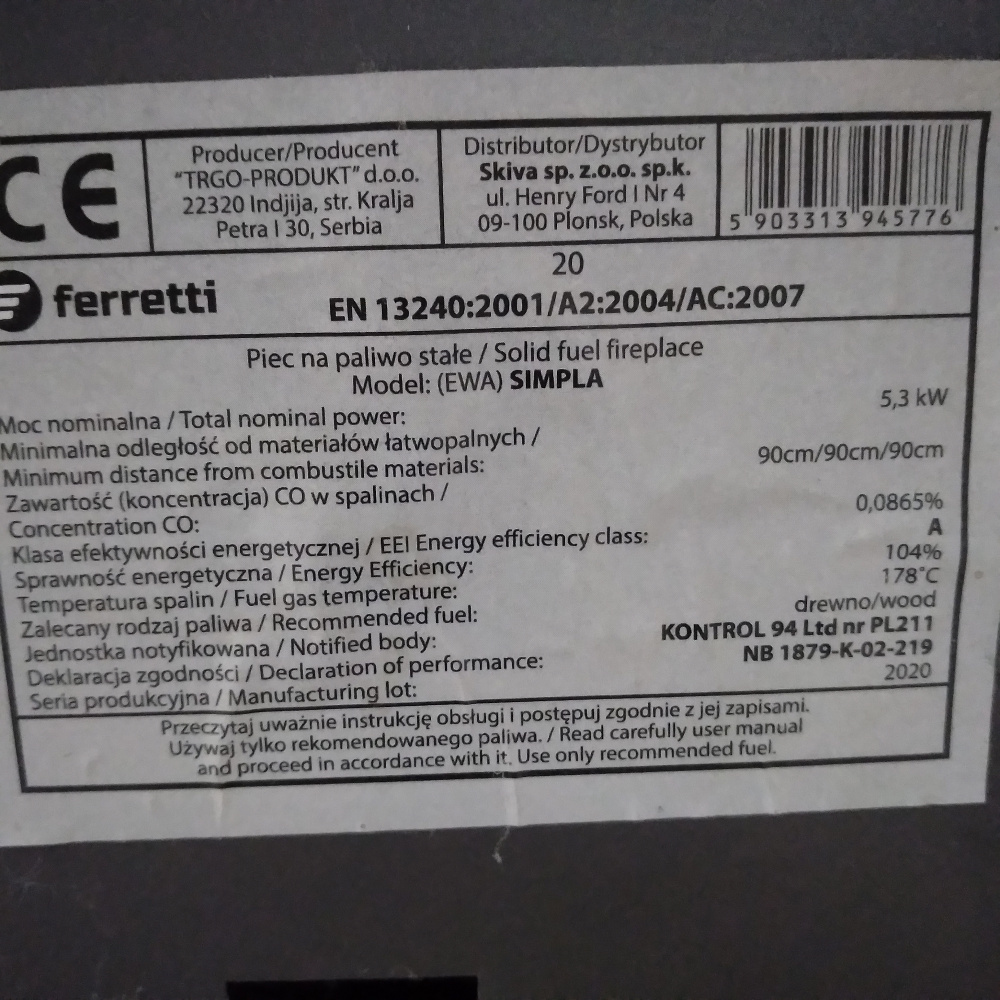 CE
Producer/Producent
"TRGO-PRODUKT" d.o.o.
22320 Indjija, str. Kralja
Petra I 30, Serbia
Distributor/Dystrybutor
Skiva sp. z.o.o. sp.k.
ul. Henry Ford I Nr 4
09-100 Plonsk, Polska
5 903313 945776
ferretti
20
EN 13240:2001/A2:2004/AC:2007
Piec na paliwo stałe / Solid fuel fireplace
Model: (EWA) SIMPLA
Moc nominalna / Total nominal power: 5,3 kW
Minimalna odległość od materiałów łatwopalnych /
Minimum distance from combustile materials: 90cm/90cm/90cm
Zawartość (koncentracja) CO w spalinach /
Concentration CO: 0,0865%
Klasa efektywności energetycznej / EEI Energy efficiency class: A
Sprawność energetyczna / Energy Efficiency: 104%
Temperatura spalin / Fuel gas temperature: 178°C
Zalecany rodzaj paliwa / Recommended fuel: drewno/wood
Jednostka notyfikowana / Notified body: KONTROL 94 Ltd nr PL211
Deklaracja zgodności / Declaration of performance: NB 1879-K-02-219
Seria produkcyjna / Manufacturing lot: 2020
Przeczytaj uważnie instrukcję obsługi i postępuj zgodnie z jej zapisami.
Używaj tylko rekomendowanego paliwa. / Read carefully user manual
and proceed in accordance with it. Use only recommended fuel.